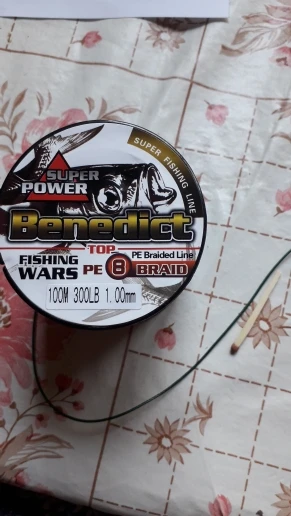 SUPER FISHING LINE
SUPER
POWER
Benedict
TOP
FISHING
WARS
PE Braided Line
PE 8 BRAID
100M 300LB 1.00mm